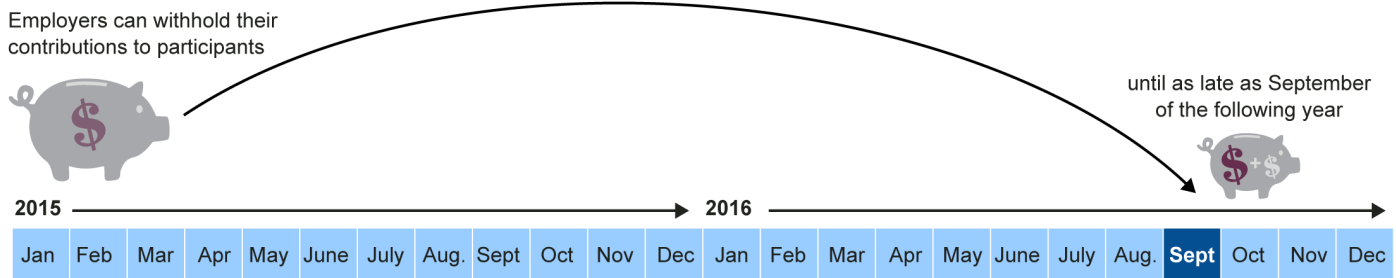 Employers can withhold their
contributions to participants
$
until as late as September
of the following year
$+$
2015 2016
Jan Feb Mar Apr May June July Aug. Sept Oct Nov Dec Jan Feb Mar Apr May June July Aug. Sept Oct Nov Dec